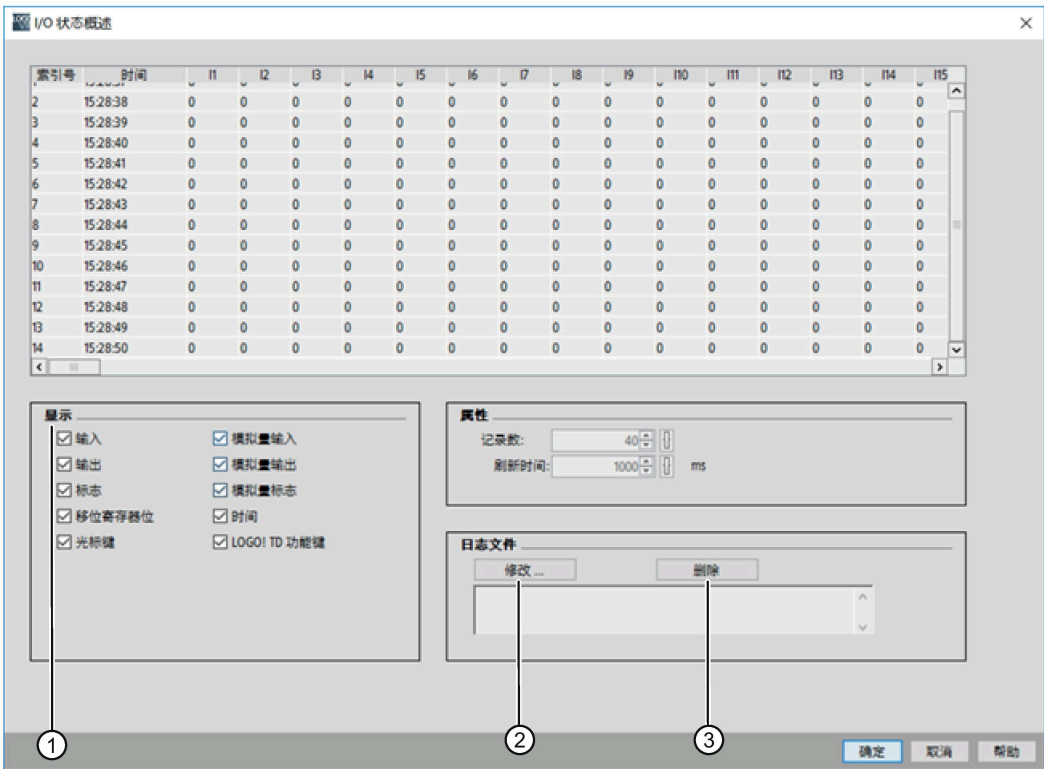 I/O 状态概述
索引号 时间 I1 I2 I3 I4 I5 I6 I7 I8 I9 I10 I11 I12 I13 I14 I15
2 15:28:38 0 0 0 0 0 0 0 0 0 0 0 0 0 0 0
3 15:28:39 0 0 0 0 0 0 0 0 0 0 0 0 0 0 0
4 15:28:40 0 0 0 0 0 0 0 0 0 0 0 0 0 0 0
5 15:28:41 0 0 0 0 0 0 0 0 0 0 0 0 0 0 0
6 15:28:42 0 0 0 0 0 0 0 0 0 0 0 0 0 0 0
7 15:28:43 0 0 0 0 0 0 0 0 0 0 0 0 0 0 0
8 15:28:44 0 0 0 0 0 0 0 0 0 0 0 0 0 0 0
9 15:28:45 0 0 0 0 0 0 0 0 0 0 0 0 0 0 0
10 15:28:46 0 0 0 0 0 0 0 0 0 0 0 0 0 0 0
11 15:28:47 0 0 0 0 0 0 0 0 0 0 0 0 0 0 0
12 15:28:48 0 0 0 0 0 0 0 0 0 0 0 0 0 0 0
13 15:28:49 0 0 0 0 0 0 0 0 0 0 0 0 0 0 0
14 15:28:50 0 0 0 0 0 0 0 0 0 0 0 0 0 0 0
显示
输入 模拟量输入
输出 模拟量输出
标志 模拟量标志
移位寄存器位 时间
光标键 LOGO! TD 功能键
属性
记录数: 40
刷新时间: 1000 ms
日志文件
修改 ... 删除
1 2 3
确定 取消 帮助